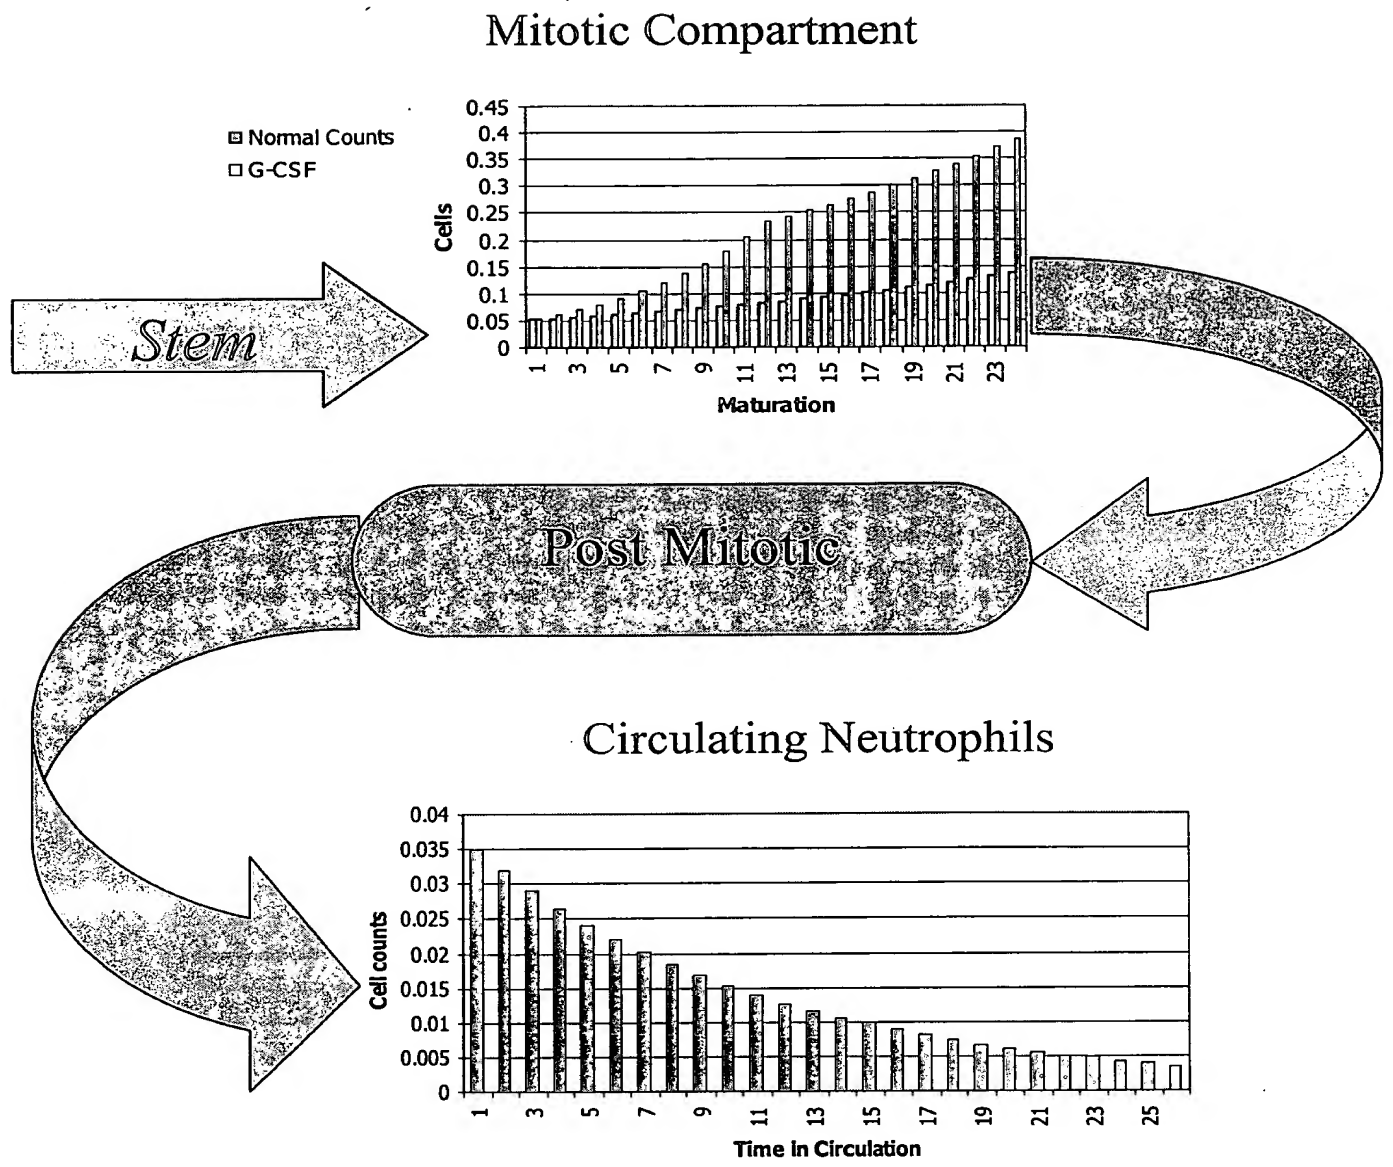 Mitotic Compartment
Normal Counts
G-CSF
0.45
0.4
0.35
0.3
0.25
0.2
0.15
0.1
0.05
0
Cells
1 3 5 7 9 11 13 15 17 19 21 23
Maturation
Stem
Post Mitotic
Circulating Neutrophils
0.04
0.035
0.03
0.025
0.02
0.015
0.01
0.005
0
Cell counts
1 3 5 7 9 11 13 15 17 19 21 23 25
Time in Circulation